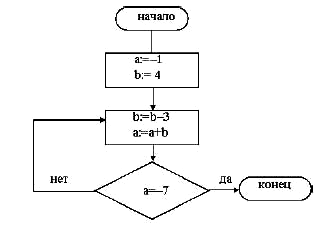 начало
a:=–1
b:= 4
b:=b–3
a:=a+b
нет
a=–7
да
конец